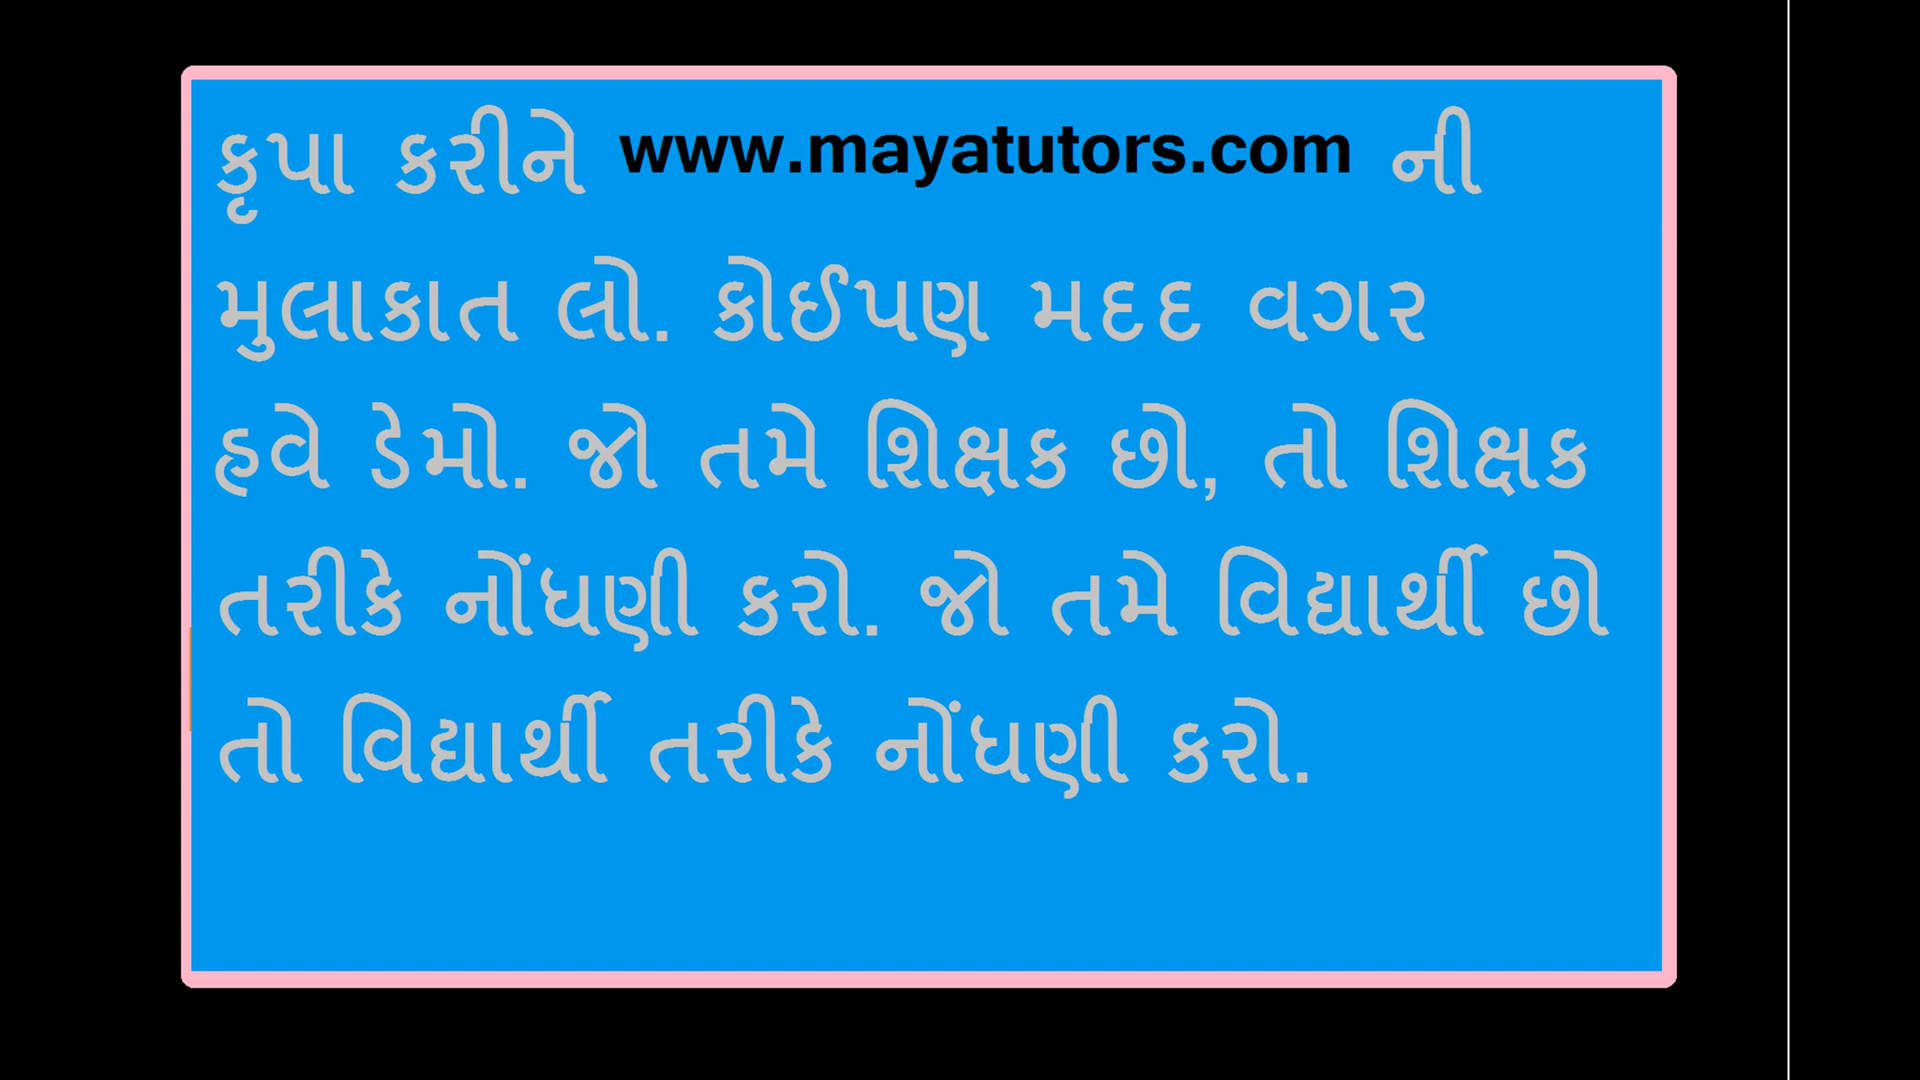 કૃપા કરીને www.mayatutors.com ની
મુલાકાત લો. કોઈપણ મદદ વગર
હવે ડેમો. જો તમે શિક્ષક છો, તો શિક્ષક
તરીકે નોંધણી કરો. જો તમે વિદ્યાર્થી છો
તો વિદ્યાર્થી તરીકે નોંધણી કરો.